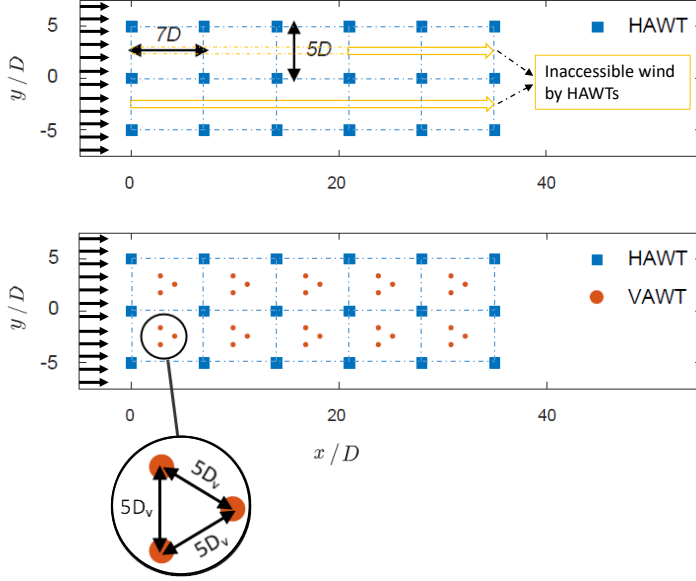 5
0
-5
y / D
7D
5D
HAWT
Inaccessible wind
by HAWTs
0
20
40
5
0
-5
y / D
HAWT
VAWT
0
20
40
x / D
5Dv
5Dv
5Dv